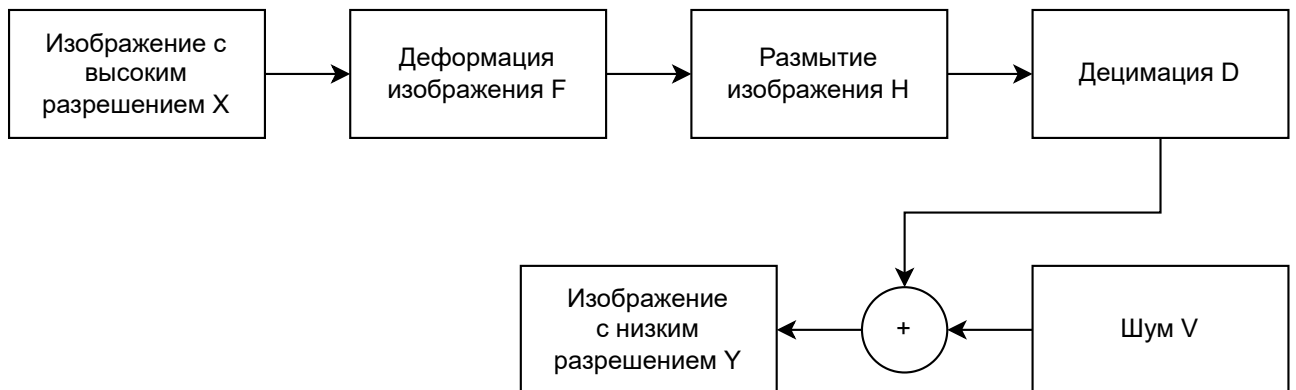 Изображение с
высоким
разрешением X
Деформация
изображения F
Размытие
изображения H
Децимация D
Изображение
с низким
разрешением Y
+
Шум V